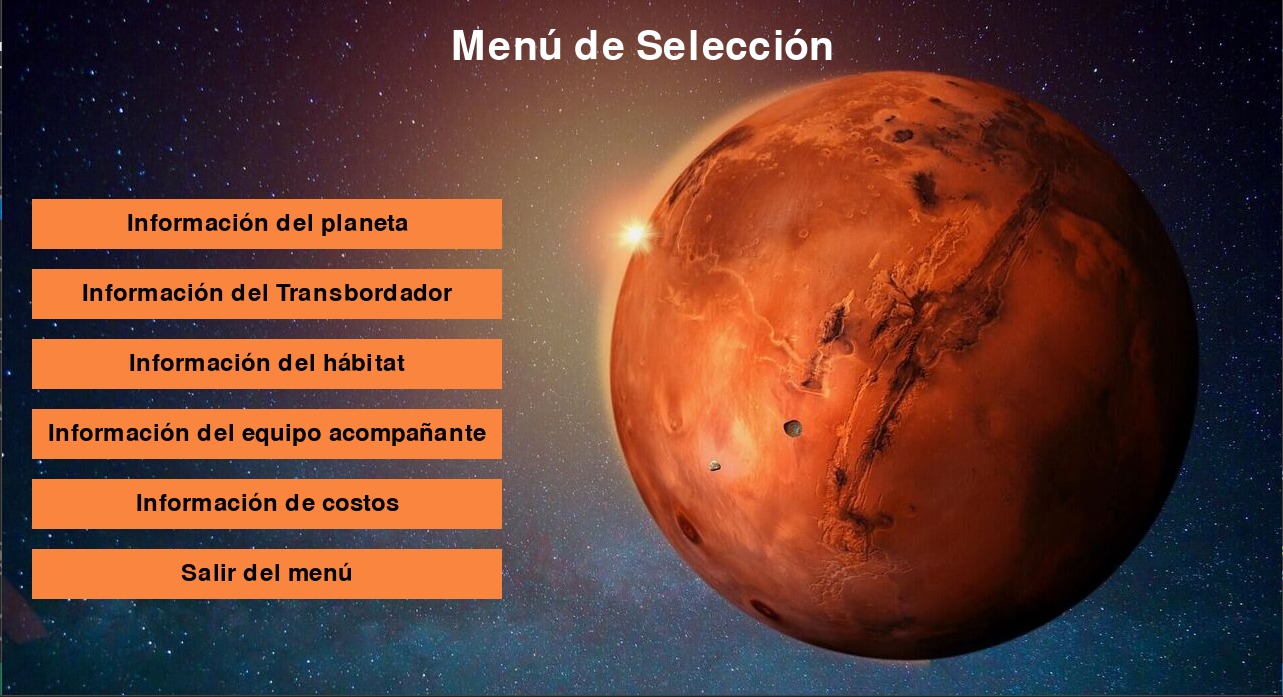 Menú de Selección
Información del planeta
Información del Transbordador
Información del hábitat
Información del equipo acompañante
Información de costos
Salir del menú